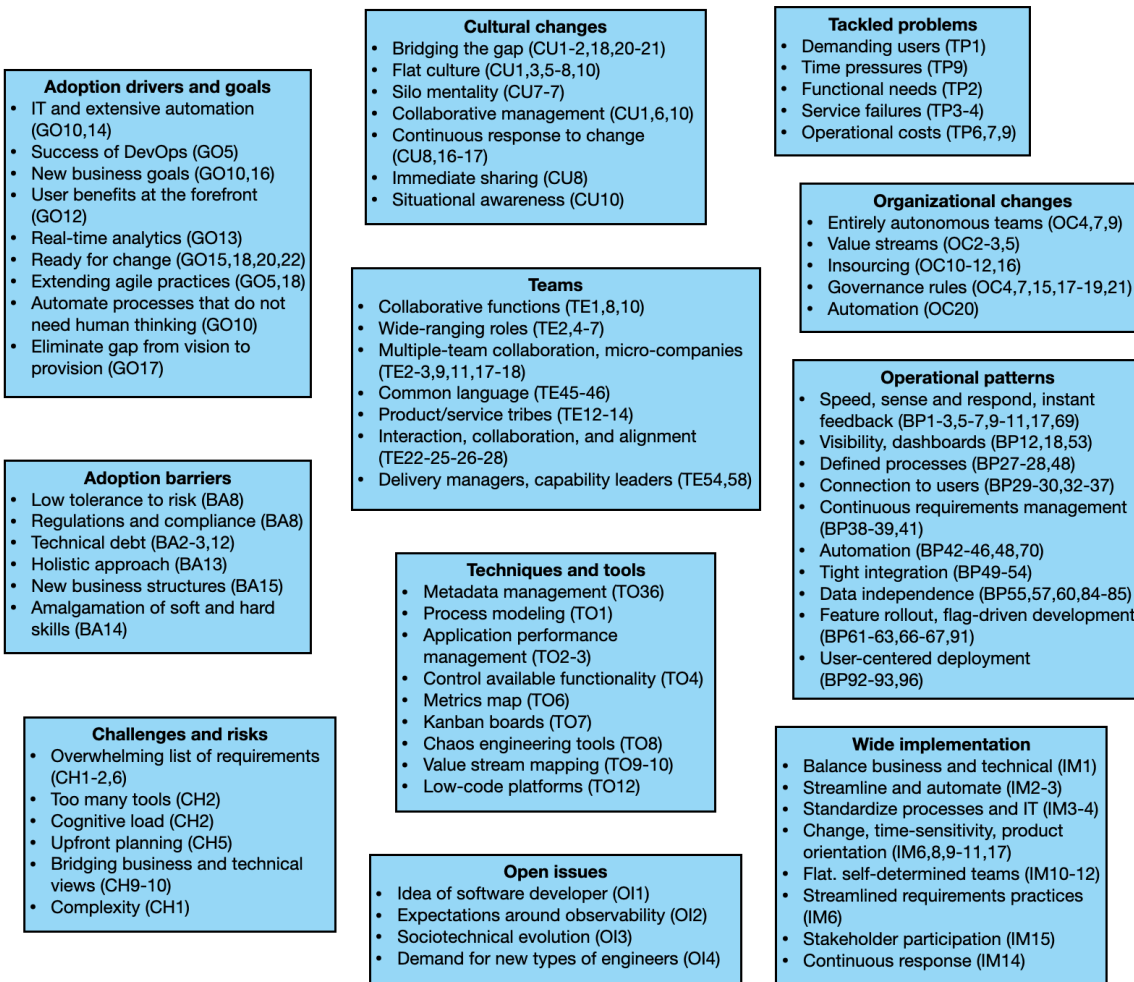 Adoption drivers and goals
• IT and extensive automation
(GO10,14)
• Success of DevOps (GO5)
• New business goals (GO10,16)
• User benefits at the forefront
(GO12)
• Real-time analytics (GO13)
• Ready for change (GO15,18,20,22)
• Extending agile practices (GO5,18)
• Automate processes that do not
need human thinking (GO10)
• Eliminate gap from vision to
provision (GO17)
Adoption barriers
• Low tolerance to risk (BA8)
• Regulations and compliance (BA8)
• Technical debt (BA2-3,12)
• Holistic approach (BA13)
• New business structures (BA15)
• Amalgamation of soft and hard
skills (BA14)
Challenges and risks
• Overwhelming list of requirements
(CH1-2,6)
• Too many tools (CH2)
• Cognitive load (CH2)
• Upfront planning (CH5)
• Bridging business and technical
views (CH9-10)
• Complexity (CH1)
Cultural changes
• Bridging the gap (CU1-2,18,20-21)
• Flat culture (CU1,3,5-8,10)
• Silo mentality (CU7-7)
• Collaborative management (CU1,6,10)
• Continuous response to change
(CU8,16-17)
• Immediate sharing (CU8)
• Situational awareness (CU10)
Teams
• Collaborative functions (TE1,8,10)
• Wide-ranging roles (TE2,4-7)
• Multiple-team collaboration, micro-companies
(TE2-3,9,11,17-18)
• Common language (TE45-46)
• Product/service tribes (TE12-14)
• Interaction, collaboration, and alignment
(TE22-25-26-28)
• Delivery managers, capability leaders (TE54,58)
Techniques and tools
• Metadata management (TO36)
• Process modeling (TO1)
• Application performance
management (TO2-3)
• Control available functionality (TO4)
• Metrics map (TO6)
• Kanban boards (TO7)
• Chaos engineering tools (TO8)
• Value stream mapping (TO9-10)
• Low-code platforms (TO12)
Open issues
• Idea of software developer (OI1)
• Expectations around observability (OI2)
• Sociotechnical evolution (OI3)
• Demand for new types of engineers (OI4)
Tackled problems
• Demanding users (TP1)
• Time pressures (TP9)
• Functional needs (TP2)
• Service failures (TP3-4)
• Operational costs (TP6,7,9)
Organizational changes
• Entirely autonomous teams (OC4,7,9)
• Value streams (OC2-3,5)
• Insourcing (OC10-12,16)
• Governance rules (OC4,7,15,17-19,21)
• Automation (OC20)
Operational patterns
• Speed, sense and respond, instant
feedback (BP1-3,5-7,9-11,17,69)
• Visibility, dashboards (BP12,18,53)
• Defined processes (BP27-28,48)
• Connection to users (BP29-30,32-37)
• Continuous requirements management
(BP38-39,41)
• Automation (BP42-46,48,70)
• Tight integration (BP49-54)
• Data independence (BP55,57,60,84-85)
• Feature rollout, flag-driven development
(BP61-63,66-67,91)
• User-centered deployment
(BP92-93,96)
Wide implementation
• Balance business and technical (IM1)
• Streamline and automate (IM2-3)
• Standardize processes and IT (IM3-4)
• Change, time-sensitivity, product
orientation (IM6,8,9-11,17)
• Flat. self-determined teams (IM10-12)
• Streamlined requirements practices
(IM6)
• Stakeholder participation (IM15)
• Continuous response (IM14)